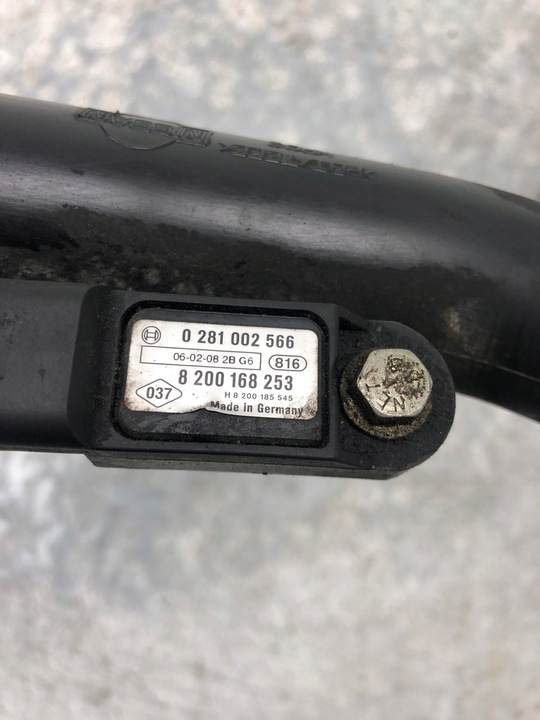 NISSAN
0 281 002 566
06-02-08 2B G6 816
8 200 168 253
037 H 8 200 185 545
Made in Germany